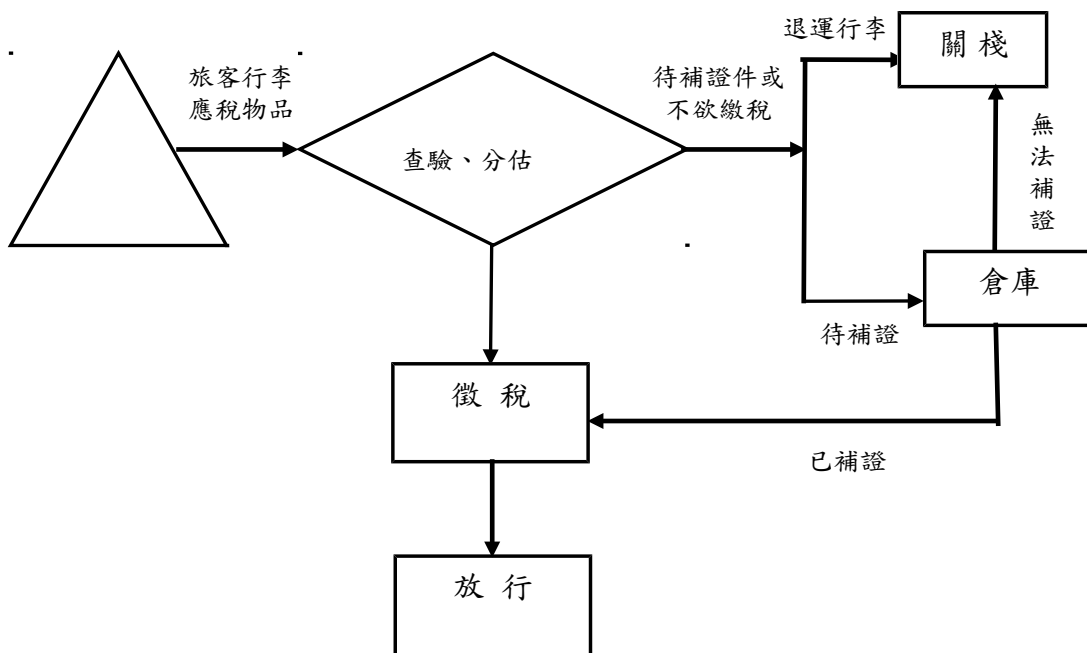 退運行李
關棧
旅客行李
應稅物品
待補證件或
不欲繳稅
查驗、分估
無法補證
倉庫
待補證
徵稅
已補證
放行